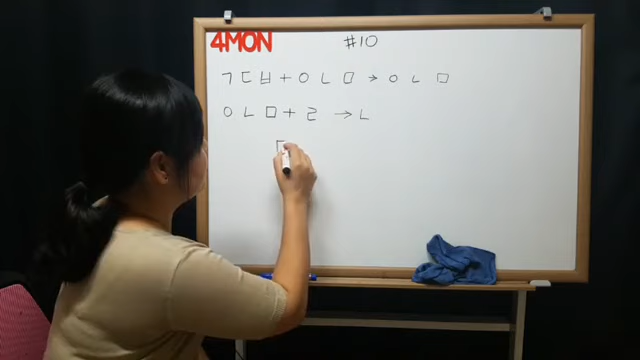 4MON #10
ㄱㄷㅂ+ㅇㄴㅁ→ㅇㄴㅁ
ㅇㄴㅁ+ㄹ →ㄴ